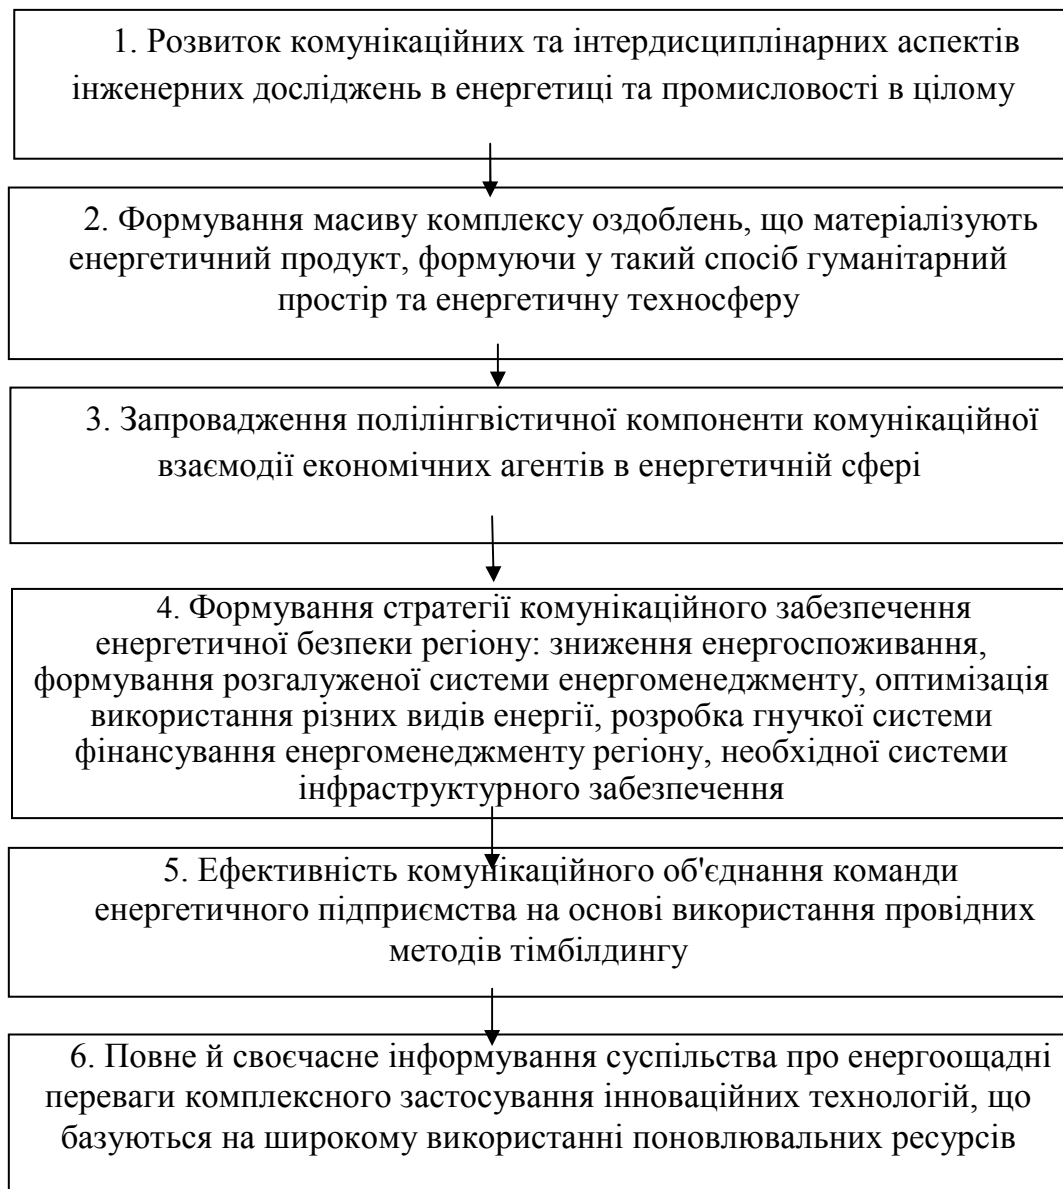 1. Розвиток комунікаційних та інтердисциплінарних аспектів
інженерних досліджень в енергетиці та промисловості в цілому
2. Формування масиву комплексу оздоблень, що матеріалізують
енергетичний продукт, формуючи у такий спосіб гуманітарний
простір та енергетичну техносферу
3. Запровадження полілінгвістичної компоненти комунікаційної
взаємодії економічних агентів в енергетичній сфері
4. Формування стратегії комунікаційного забезпечення
енергетичної безпеки регіону: зниження енергоспоживання,
формування розгалуженої системи енергоменеджменту, оптимізація
використання різних видів енергії, розробка гнучкої системи
фінансування енергоменеджменту регіону, необхідної системи
інфраструктурного забезпечення
5. Ефективність комунікаційного об'єднання команди
енергетичного підприємства на основі використання провідних
методів тімбілдингу
6. Повне й своєчасне інформування суспільства про енергоощадні
переваги комплексного застосування інноваційних технологій, що
базуються на широкому використанні поновлювальних ресурсів